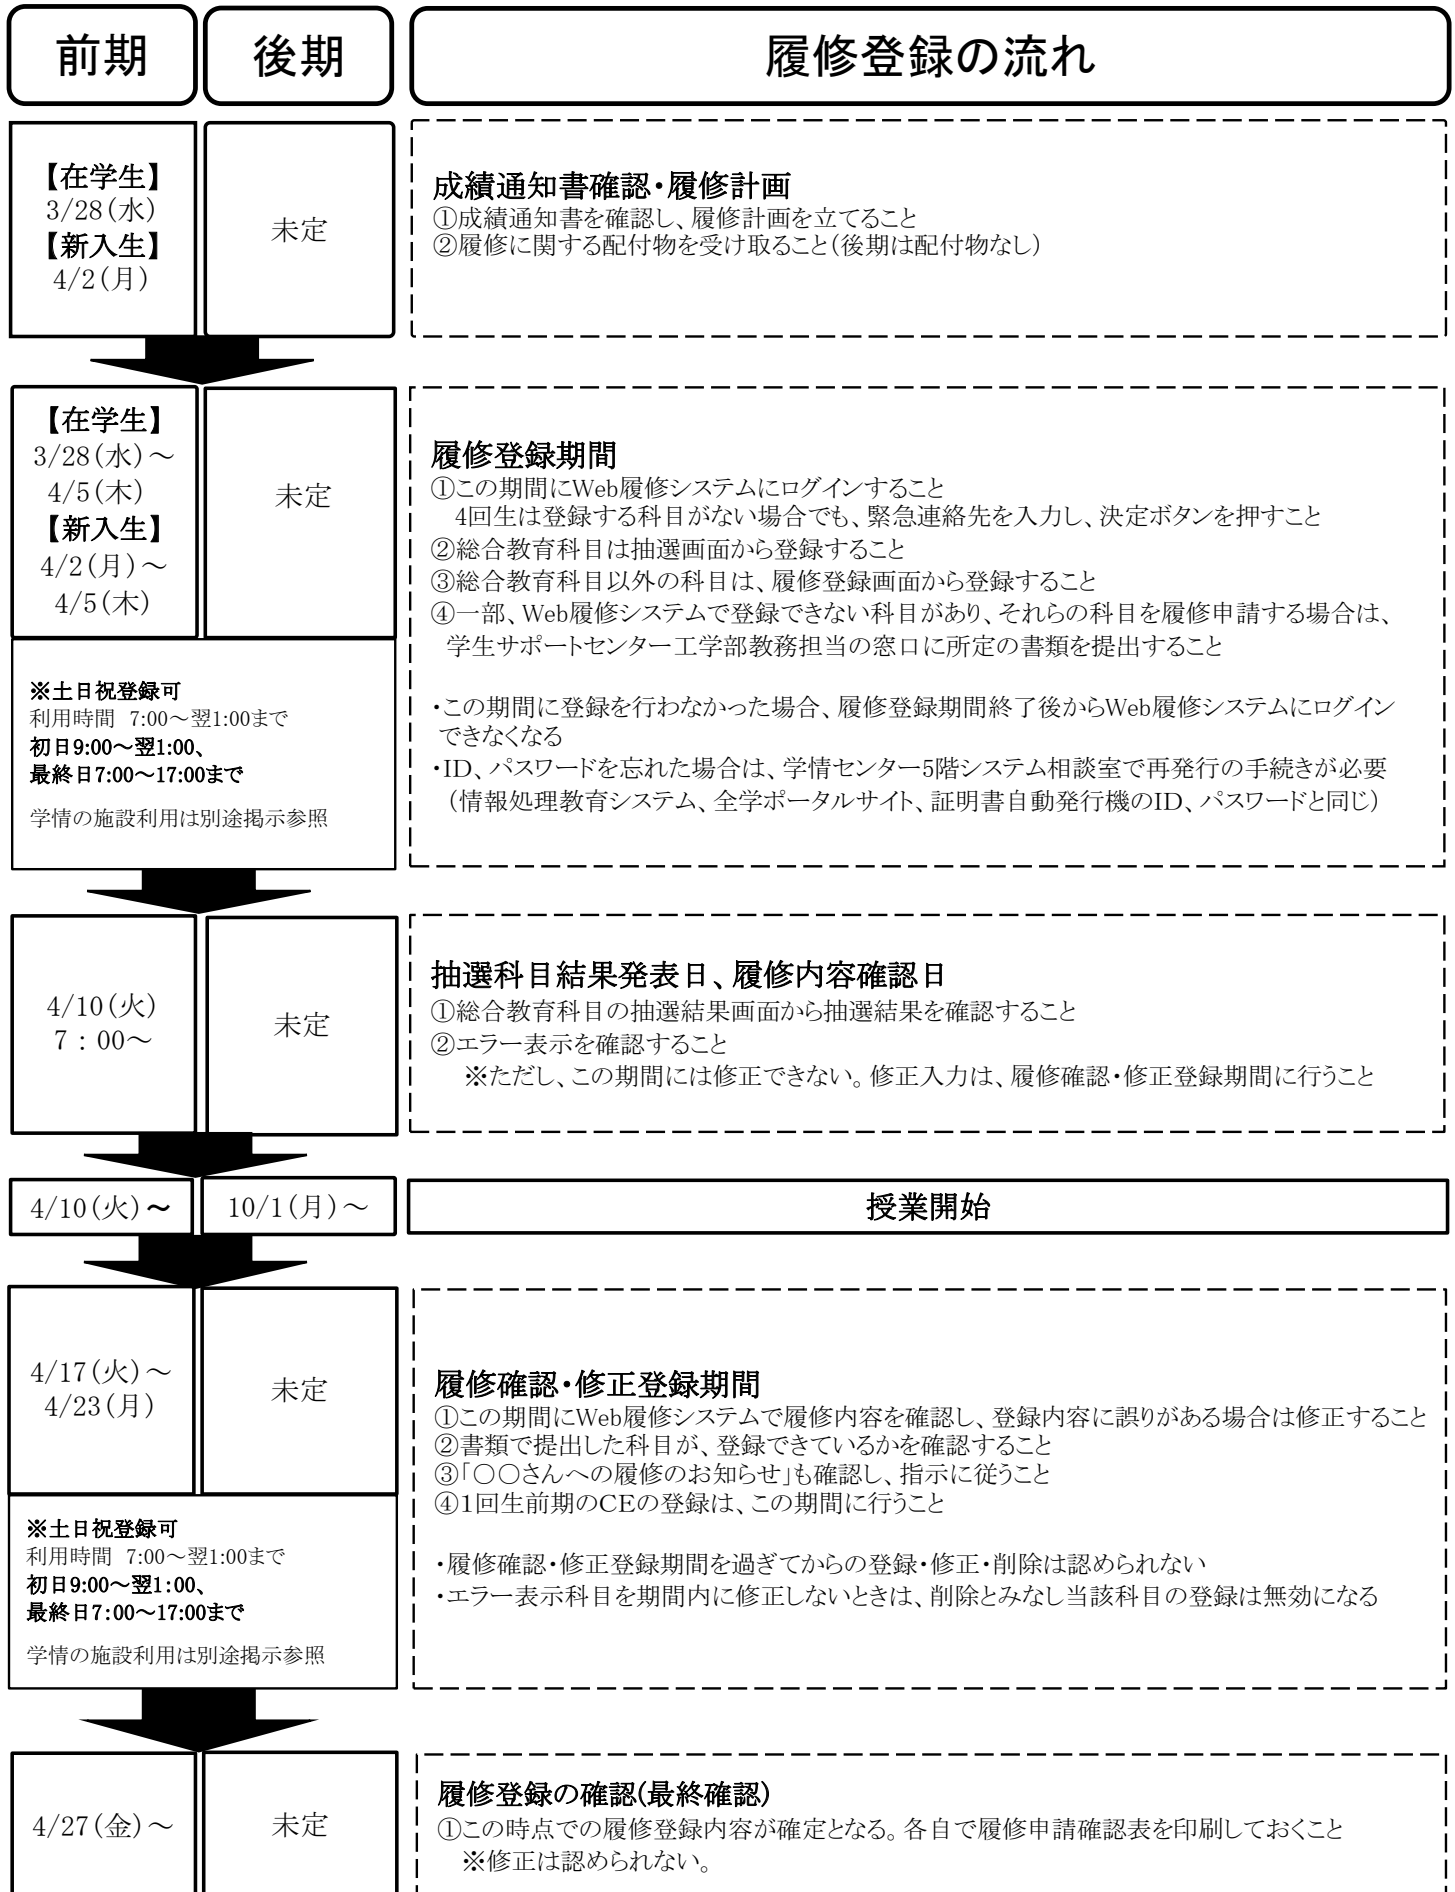 前期
後期
履修登録の流れ
【在学生】
3/28(水)
【新入生】
4/2(月)
未定
成績通知書確認・履修計画
①成績通知書を確認し、履修計画を立てること
②履修に関する配付物を受け取ること(後期は配付物なし)
【在学生】
3/28(水)～
4/5(木)
【新入生】
4/2(月)～
4/5(木)
未定
※土日祝登録可
利用時間 7:00～翌1:00まで
初日9:00～翌1:00、
最終日7:00～17:00まで
学情の施設利用は別途掲示参照
履修登録期間
①この期間にWeb履修システムにログインすること
4回生は登録する科目がない場合でも、緊急連絡先を入力し、決定ボタンを押すこと
②総合教育科目は抽選画面から登録すること
③総合教育科目以外の科目は、履修登録画面から登録すること
④一部、Web履修システムで登録できない科目があり、それらの科目を履修申請する場合は、
学生サポートセンター工学部教務担当の窓口に所定の書類を提出すること
・この期間に登録を行わなかった場合、履修登録期間終了後からWeb履修システムにログイン
できなくなる
・ID、パスワードを忘れた場合は、学情センター5階システム相談室で再発行の手続きが必要
(情報処理教育システム、全学ポータルサイト、証明書自動発行機のID、パスワードと同じ)
4/10(火)
7：00～
未定
抽選科目結果発表日、履修内容確認日
①総合教育科目の抽選結果画面から抽選結果を確認すること
②エラー表示を確認すること
※ただし、この期間には修正できない。修正入力は、履修確認・修正登録期間に行うこと
4/10(火)～
10/1(月)～
授業開始
4/17(火)～
4/23(月)
未定
※土日祝登録可
利用時間 7:00～翌1:00まで
初日9:00～翌1:00、
最終日7:00～17:00まで
学情の施設利用は別途掲示参照
履修確認・修正登録期間
①この期間にWeb履修システムで履修内容を確認し、登録内容に誤りがある場合は修正すること
②書類で提出した科目が、登録できているかを確認すること
③「〇〇さんへの履修のお知らせ」も確認し、指示に従うこと
④1回生前期のCEの登録は、この期間に行うこと
・履修確認・修正登録期間を過ぎてからの登録・修正・削除は認められない
・エラー表示科目を期間内に修正しないときは、削除とみなし当該科目の登録は無効になる
4/27(金)～
未定
履修登録の確認(最終確認)
①この時点での履修登録内容が確定となる。各自で履修申請確認表を印刷しておくこと
※修正は認められない。